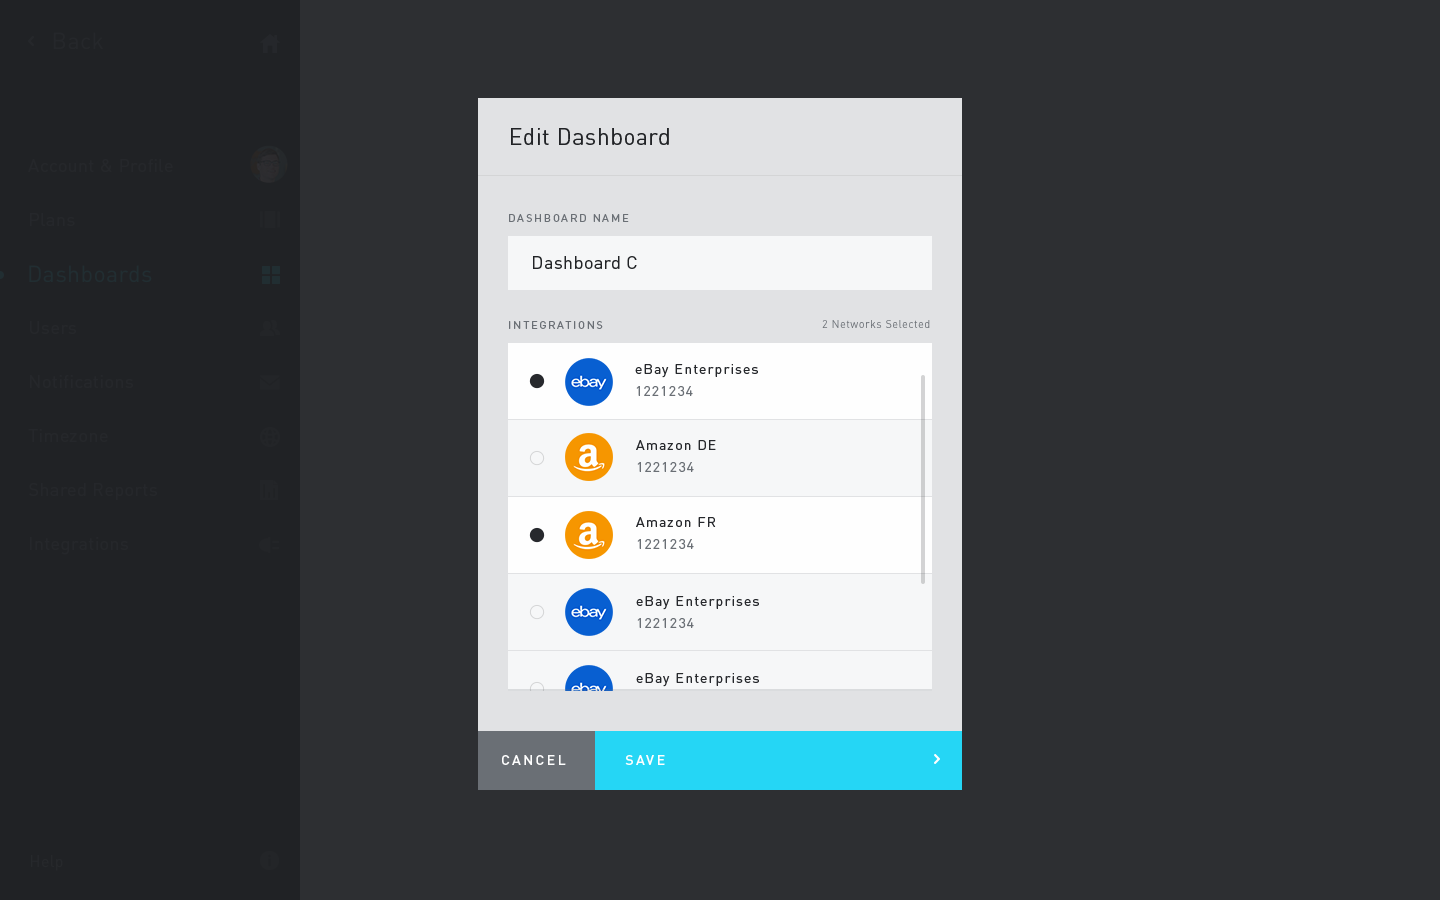 Back
Account & Profile
Plans
Dashboards
Users
Notifications
Timezone
Shared Reports
Integrations
Help
Edit Dashboard
DASHBOARD NAME
Dashboard C
INTEGRATIONS
2 Networks Selected
ebay
eBay Enterprises
1221234
a
Amazon DE
1221234
a
Amazon FR
1221234
ebay
eBay Enterprises
1221234
ebay
eBay Enterprises
CANCEL
SAVE